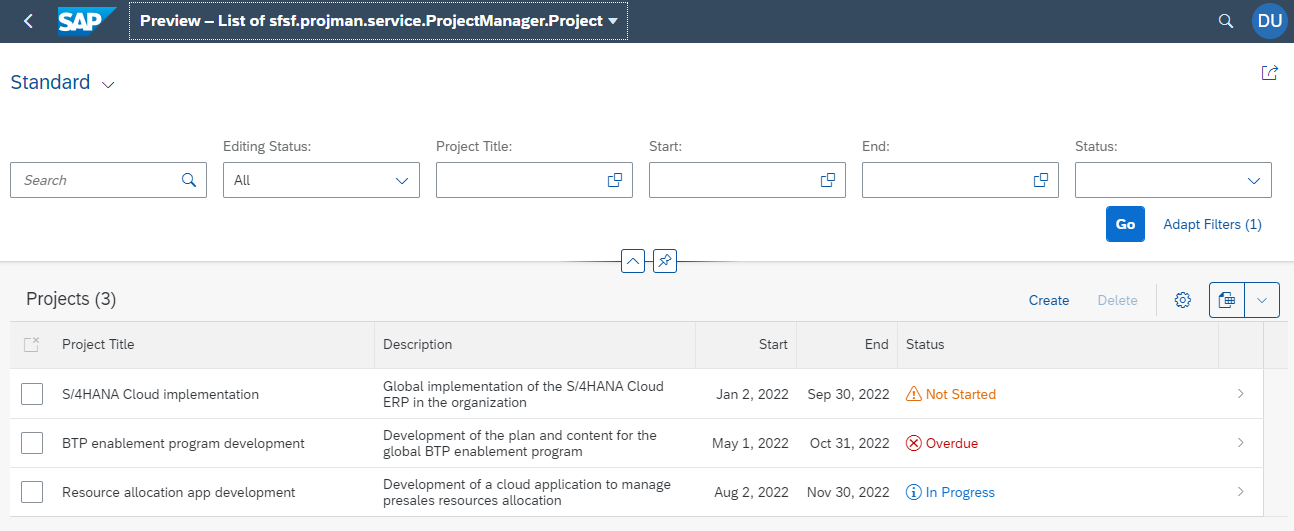 SAP Preview – List of sfsf.projman.service.ProjectManager.Project DU
Standard
Editing Status: Project Title: Start: End: Status:
Search All
Go Adapt Filters (1)
Projects (3) Create Delete
Project Title Description Start End Status
S/4HANA Cloud implementation Global implementation of the S/4HANA Cloud Jan 2, 2022 Sep 30, 2022 Not Started
ERP in the organization
BTP enablement program development Development of the plan and content for the May 1, 2022 Oct 31, 2022 Overdue
global BTP enablement program
Resource allocation app development Development of a cloud application to manage Aug 2, 2022 Nov 30, 2022 In Progress
presales resources allocation